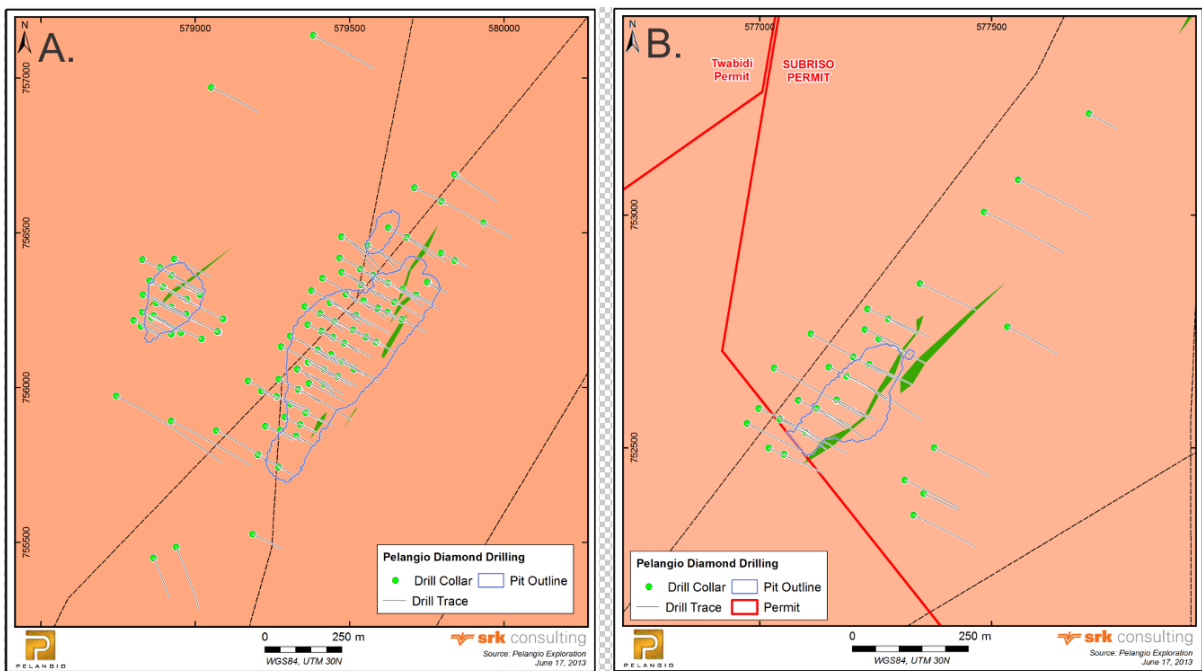 579000
579500
580000
N
A.
757000
756500
756000
755500
Pelangio Diamond Drilling
Drill Collar
Pit Outline
Drill Trace
PELANGIO
0
250 m
WGS84, UTM 30N
srk consulting
Source: Pelangio Exploration
June 17, 2013
577000
577500
N
B.
Twabidi
Permit
SUBRISO
PERMIT
753000
752500
Pelangio Diamond Drilling
Drill Collar
Pit Outline
Drill Trace
Permit
PELANGIO
0
250 m
WGS84, UTM 30N
srk consulting
Source: Pelangio Exploration
June 17, 2013